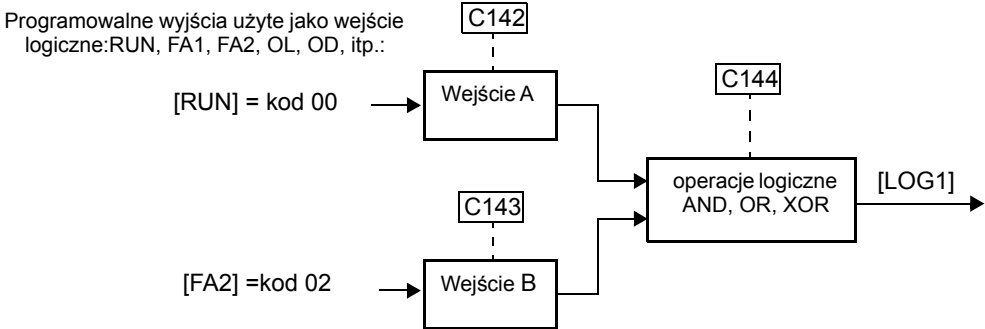 Programowalne wyjścia użyte jako wejście
logiczne:RUN, FA1, FA2, OL, OD, itp.:
C142
[RUN] = kod 00
Wejście A
C144
operacje logiczne
AND, OR, XOR
[LOG1]
C143
[FA2] =kod 02
Wejście B